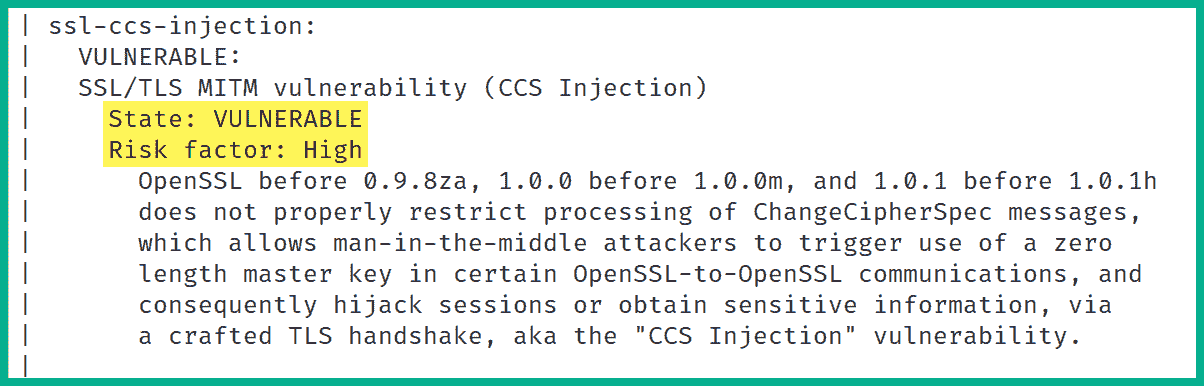 | ssl-ccs-injection:
|   VULNERABLE:
|   SSL/TLS MITM vulnerability (CCS Injection)
|     State: VULNERABLE
|     Risk factor: High
|       OpenSSL before 0.9.8za, 1.0.0 before 1.0.0m, and 1.0.1 before 1.0.1h
|       does not properly restrict processing of ChangeCipherSpec messages,
|       which allows man-in-the-middle attackers to trigger use of a zero
|       length master key in certain OpenSSL-to-OpenSSL communications, and
|       consequently hijack sessions or obtain sensitive information, via
|       a crafted TLS handshake, aka the "CCS Injection" vulnerability.
|